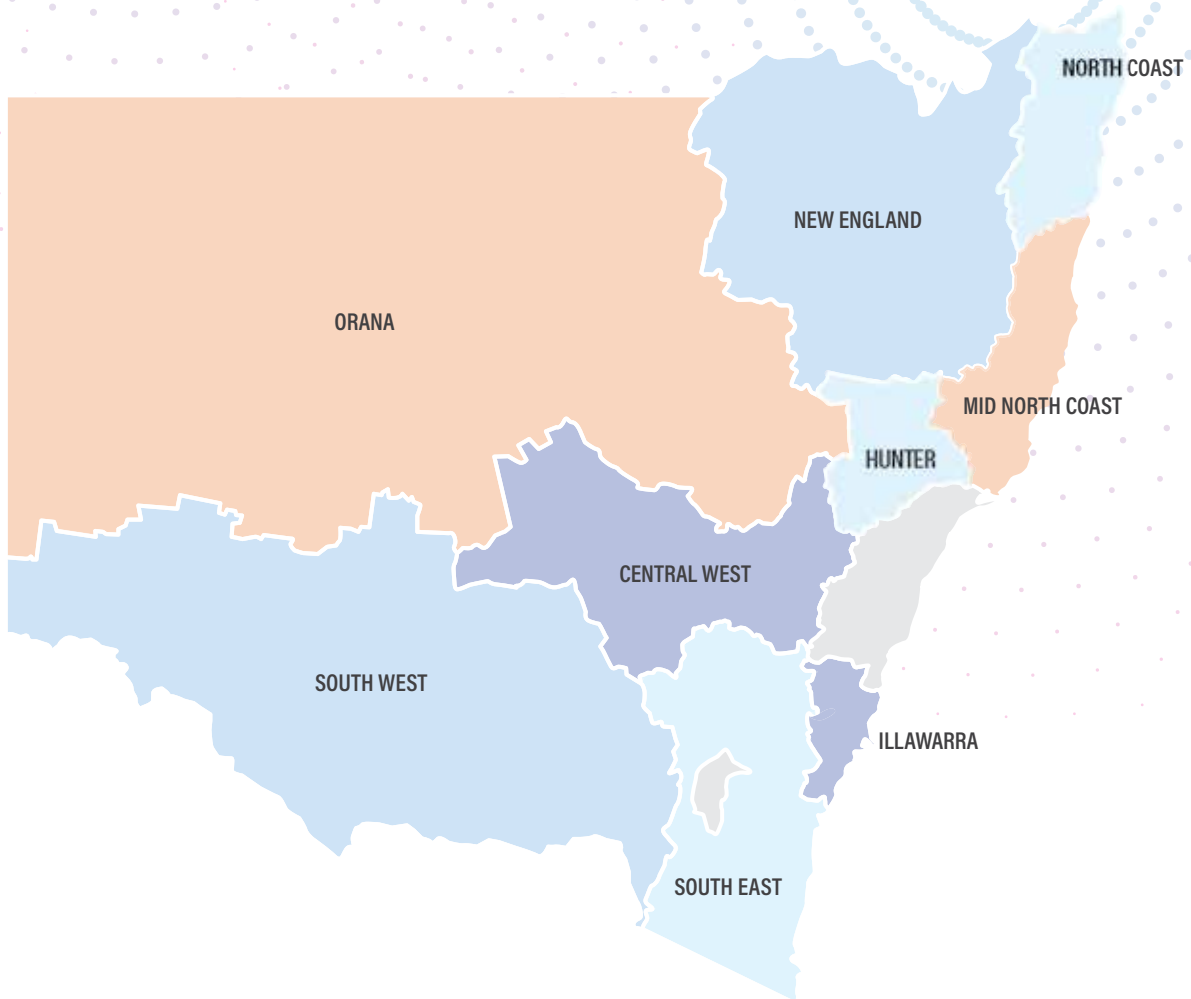 NORTH COAST
NEW ENGLAND
ORANA
MID NORTH COAST
HUNTER
CENTRAL WEST
SOUTH WEST
ILLAWARRA
SOUTH EAST